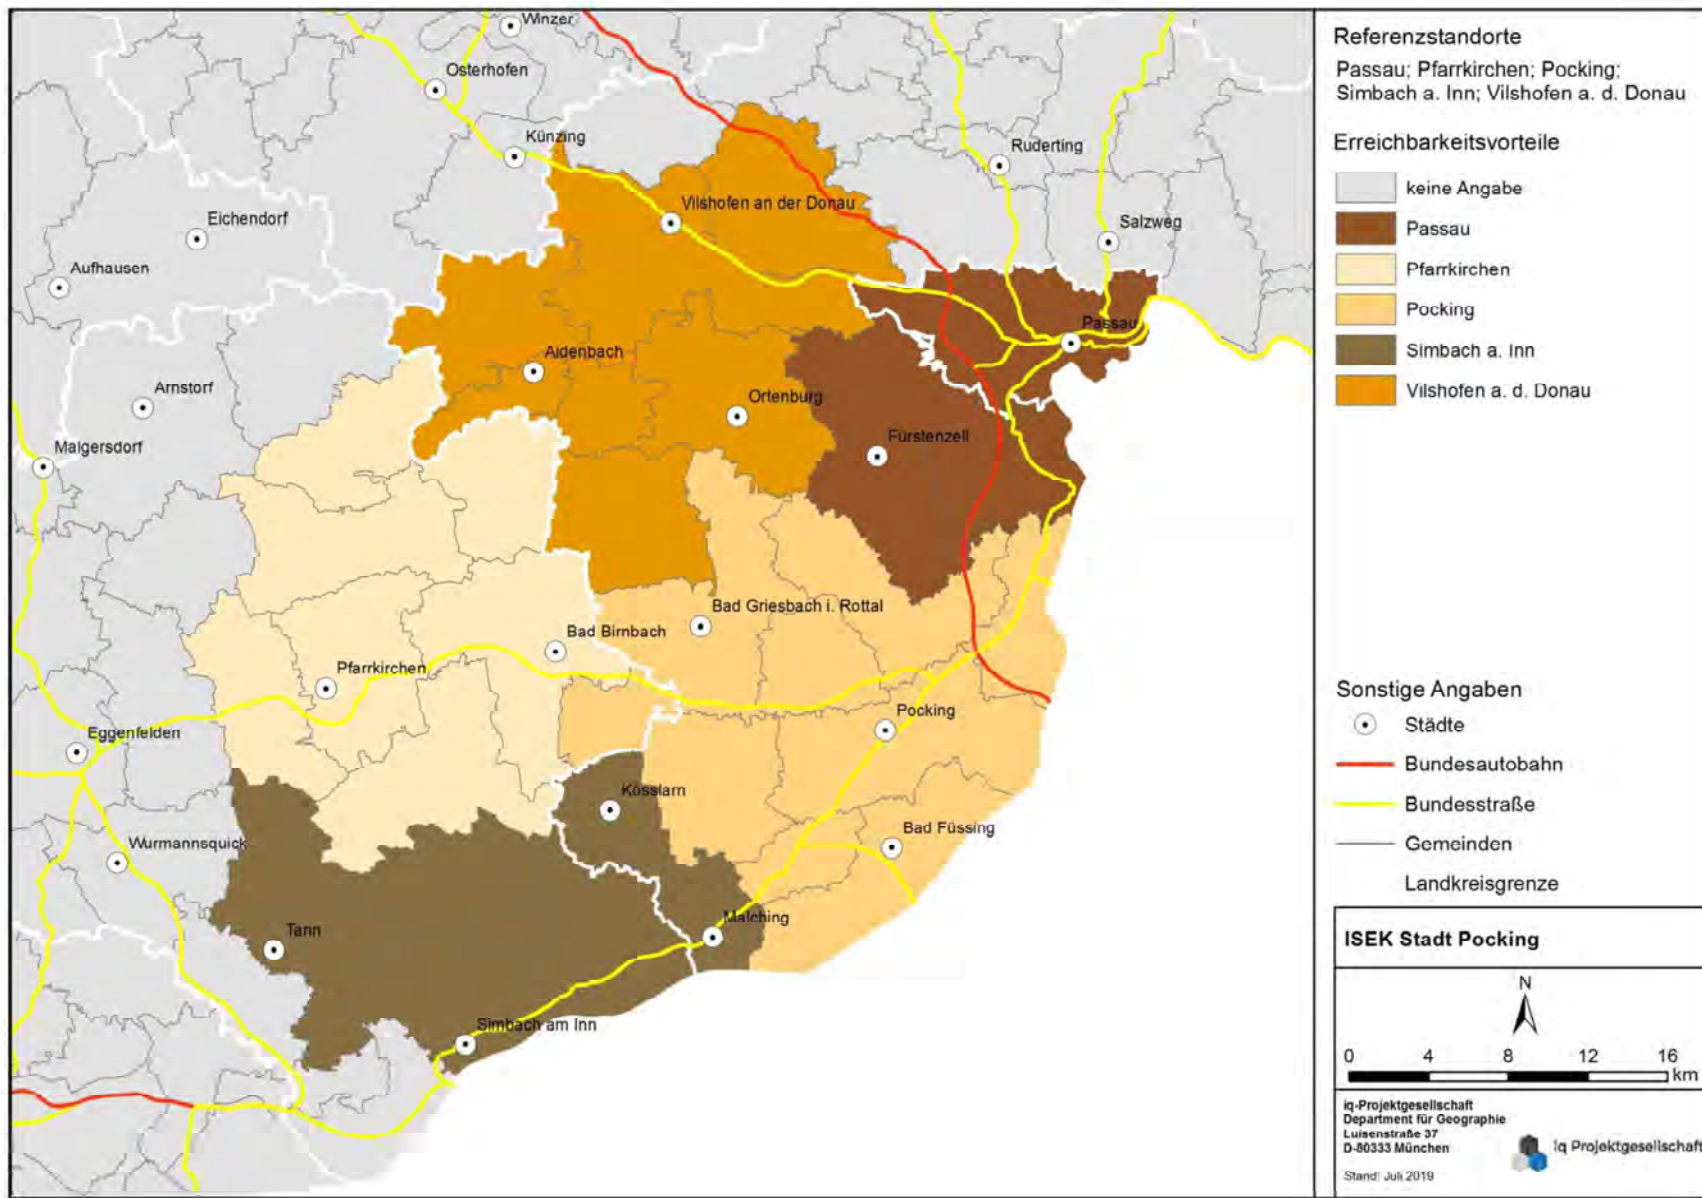 Winzer
Osterhofen
Künzing
Ruderting
Vilshofen an der Donau
Eichendorf
Salzweg
Aufhausen
Passau
Aidenbach
Arnstorf
Ortenburg
Malgersdorf
Fürstenzell
Bad Griesbach i. Rottal
Bad Birnbach
Pfarrkirchen
Pocking
Eggenfelden
Kösslarn
Bad Füssing
Wurmannsquick
Malching
Tann
Simbach am Inn
Referenzstandorte
Passau; Pfarrkirchen; Pocking;
Simbach a. Inn; Vilshofen a. d. Donau
Erreichbarkeitsvorteile
keine Angabe
Passau
Pfarrkirchen
Pocking
Simbach a. Inn
Vilshofen a. d. Donau
Sonstige Angaben
Städte
Bundesautobahn
Bundesstraße
Gemeinden
Landkreisgrenze
ISEK Stadt Pocking
N
0 4 8 12 16
km
iq-Projektgesellschaft
Department für Geographie
Luisenstraße 37
D-80333 München
Stand: Juli 2019
iq Projektgesellschaft